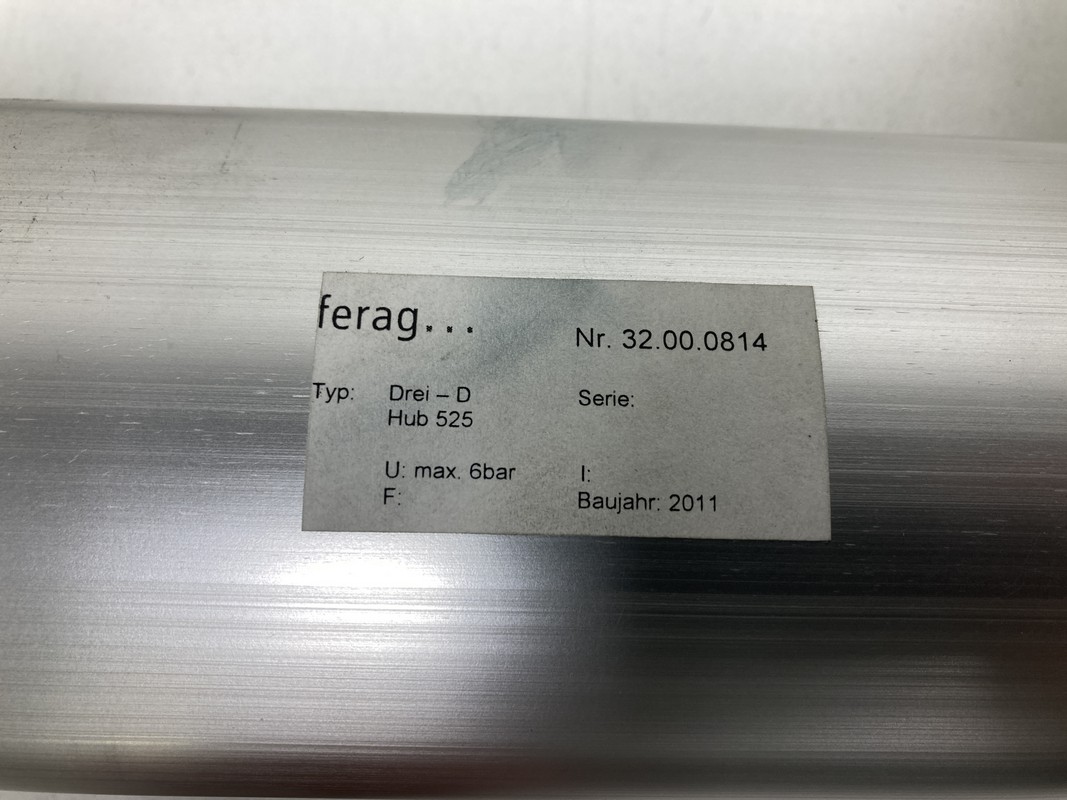 ferag...
Nr. 32.00.0814
Typ: Drei – D
Hub 525
Serie:
U: max. 6bar
I:
F:
Baujahr: 2011